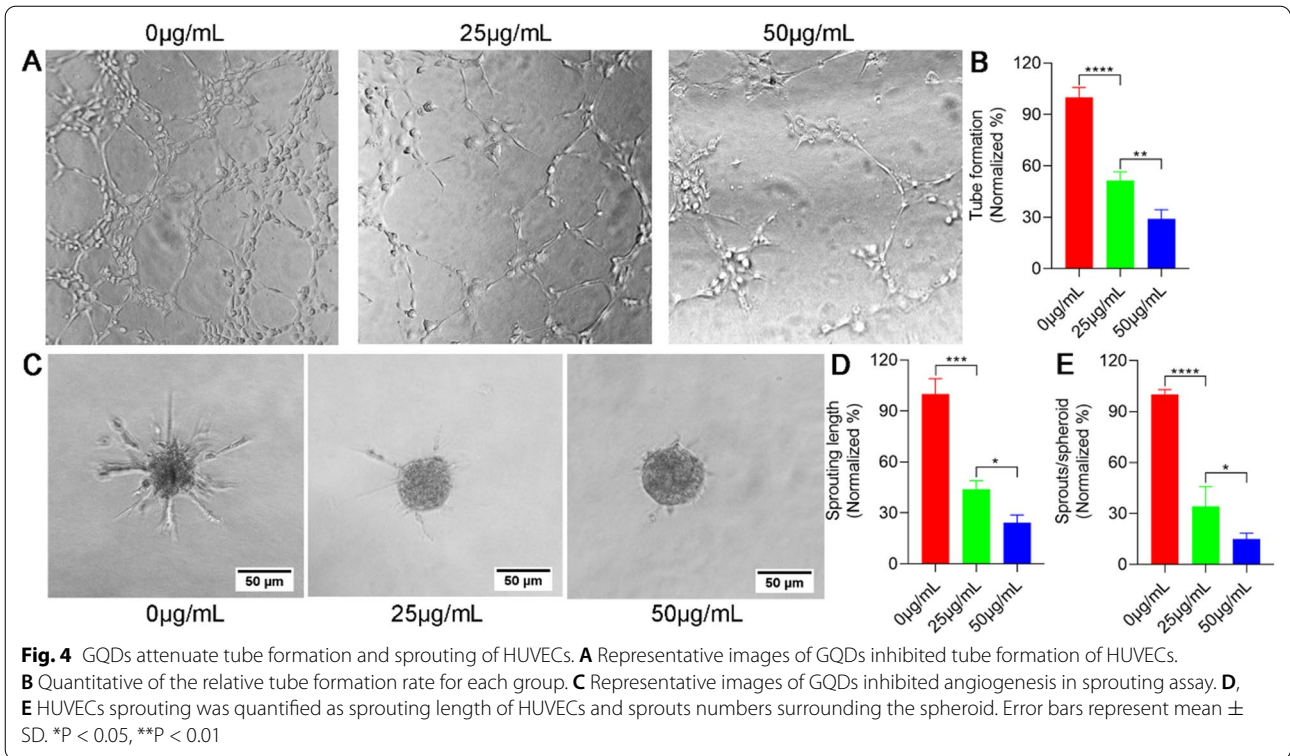 0µg/mL
25µg/mL
50µg/mL
A
B
120
90
60
30
0
Tube formation
(Normalized %)
****
**
0µg/mL
25µg/mL
50µg/mL
C
50 µm
50 µm
50 µm
0µg/mL
25µg/mL
50µg/mL
D
120
90
60
30
0
Sprouting length
(Normalized %)
***
*
0µg/mL
25µg/mL
50µg/mL
E
120
90
60
30
0
Sprouts/spheroid
(Normalized %)
****
*
0µg/mL
25µg/mL
50µg/mL
Fig. 4 GQDs attenuate tube formation and sprouting of HUVECs. A Representative images of GQDs inhibited tube formation of HUVECs.
B Quantitative of the relative tube formation rate for each group. C Representative images of GQDs inhibited angiogenesis in sprouting assay. D,
E HUVECs sprouting was quantified as sprouting length of HUVECs and sprouts numbers surrounding the spheroid. Error bars represent mean ±
SD. *P < 0.05, **P < 0.01